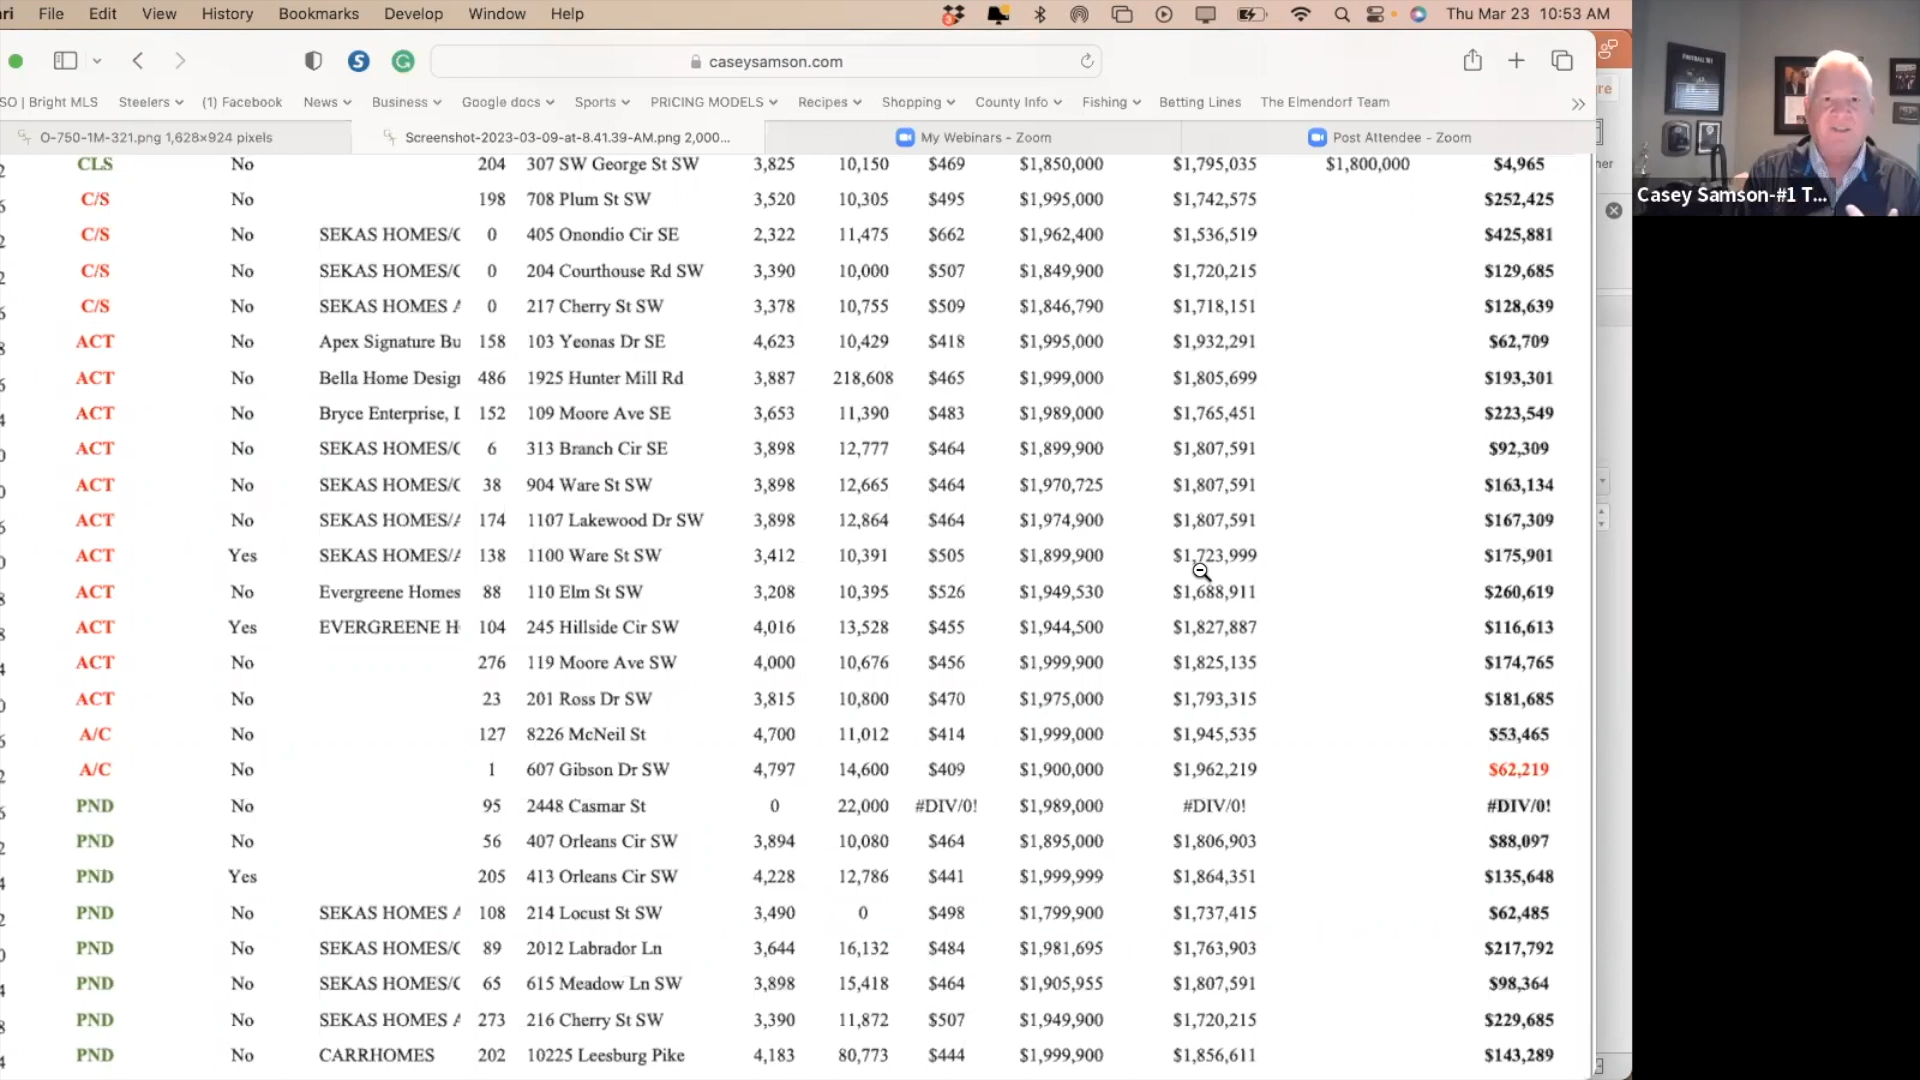 ari File Edit View History Bookmarks Develop Window Help Thu Mar 23 10:53 AM
caseysamson.com
SO | Bright MLS Steelers (1) Facebook News Business Google docs Sports PRICING MODELS Recipes Shopping County Info Fishing Betting Lines The Elmendorf Team
O-750-1M-321.png 1,628×924 pixels Screenshot-2023-03-09-at-8.41.39-AM.png 2,000... My Webinars - Zoom Post Attendee - Zoom
Casey Samson-#1 T...
2 CLS No 204 307 SW George St SW 3,825 10,150 $469 $1,850,000 $1,795,035 $1,800,000 $4,965
6 C/S No 198 708 Plum St SW 3,520 10,305 $495 $1,995,000 $1,742,575 $252,425
2 C/S No SEKAS HOMES/C 0 405 Onondio Cir SE 2,322 11,475 $662 $1,962,400 $1,536,519 $425,881
2 C/S No SEKAS HOMES/C 0 204 Courthouse Rd SW 3,390 10,000 $507 $1,849,900 $1,720,215 $129,685
6 C/S No SEKAS HOMES A 0 217 Cherry St SW 3,378 10,755 $509 $1,846,790 $1,718,151 $128,639
8 ACT No Apex Signature Bu 158 103 Yeonas Dr SE 4,623 10,429 $418 $1,995,000 $1,932,291 $62,709
6 ACT No Bella Home Design 486 1925 Hunter Mill Rd 3,887 218,608 $465 $1,999,000 $1,805,699 $193,301
4 ACT No Bryce Enterprise, I 152 109 Moore Ave SE 3,653 11,390 $483 $1,989,000 $1,765,451 $223,549
0 ACT No SEKAS HOMES/C 6 313 Branch Cir SE 3,898 12,777 $464 $1,899,900 $1,807,591 $92,309
0 ACT No SEKAS HOMES/C 38 904 Ware St SW 3,898 12,665 $464 $1,970,725 $1,807,591 $163,134
6 ACT No SEKAS HOMES/A 174 1107 Lakewood Dr SW 3,898 12,864 $464 $1,974,900 $1,807,591 $167,309
0 ACT Yes SEKAS HOMES/A 138 1100 Ware St SW 3,412 10,391 $505 $1,899,900 $1,723,999 $175,901
8 ACT No Evergreene Homes 88 110 Elm St SW 3,208 10,395 $526 $1,949,530 $1,688,911 $260,619
8 ACT Yes EVERGREENE H 104 245 Hillside Cir SW 4,016 13,528 $455 $1,944,500 $1,827,887 $116,613
4 ACT No 276 119 Moore Ave SW 4,000 10,676 $456 $1,999,900 $1,825,135 $174,765
0 ACT No 23 201 Ross Dr SW 3,815 10,800 $470 $1,975,000 $1,793,315 $181,685
6 A/C No 127 8226 McNeil St 4,700 11,012 $414 $1,999,000 $1,945,535 $53,465
2 A/C No 1 607 Gibson Dr SW 4,797 14,600 $409 $1,900,000 $1,962,219 $62,219
6 PND No 95 2448 Casmar St 0 22,000 #DIV/0! $1,989,000 #DIV/0! #DIV/0!
2 PND No 56 407 Orleans Cir SW 3,894 10,080 $464 $1,895,000 $1,806,903 $88,097
4 PND Yes 205 413 Orleans Cir SW 4,228 12,786 $441 $1,999,999 $1,864,351 $135,648
2 PND No SEKAS HOMES A 108 214 Locust St SW 3,490 0 $498 $1,799,900 $1,737,415 $62,485
0 PND No SEKAS HOMES/C 89 2012 Labrador Ln 3,644 16,132 $484 $1,981,695 $1,763,903 $217,792
4 PND No SEKAS HOMES/C 65 615 Meadow Ln SW 3,898 15,418 $464 $1,905,955 $1,807,591 $98,364
8 PND No SEKAS HOMES A 273 216 Cherry St SW 3,390 11,872 $507 $1,949,900 $1,720,215 $229,685
4 PND No CARRHOMES 202 10225 Leesburg Pike 4,183 80,773 $444 $1,999,900 $1,856,611 $143,289